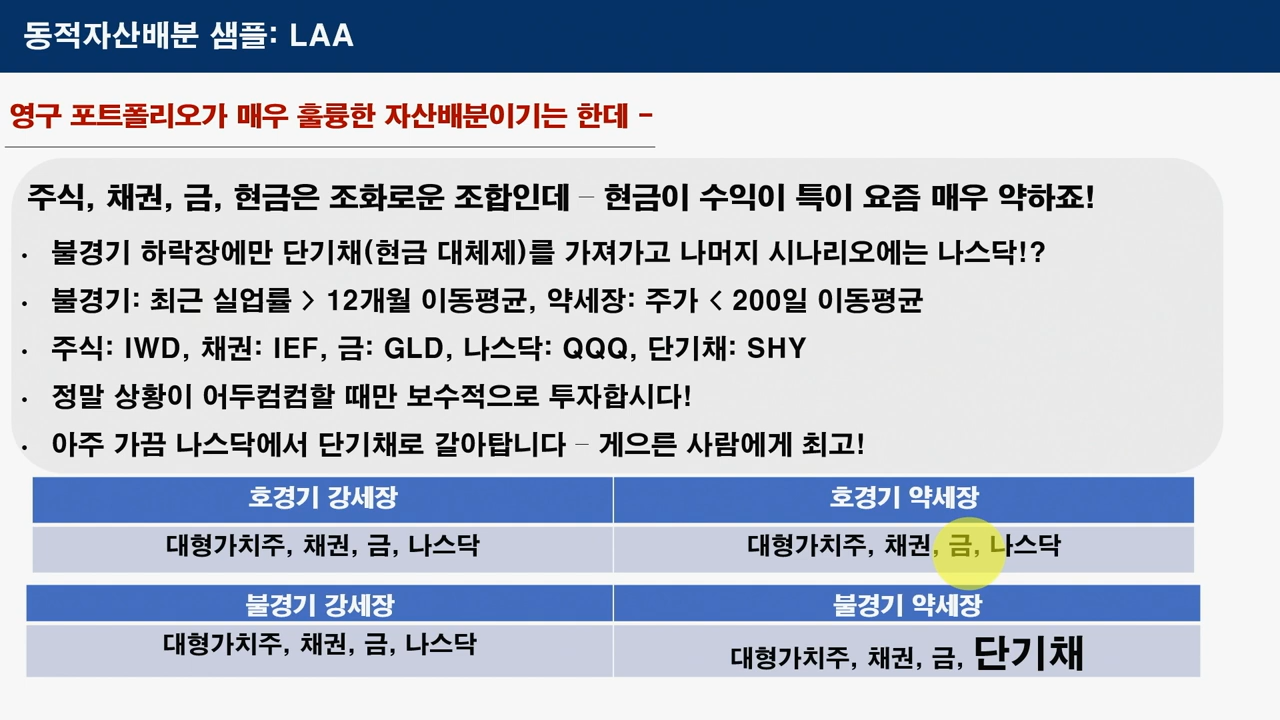 동적자산배분 샘플: LAA
영구 포트폴리오가 매우 훌륭한 자산배분이기는 한데 -
주식, 채권, 금, 현금은 조화로운 조합인데 – 현금이 수익이 특이 요즘 매우 약하죠!
· 불경기 하락장에만 단기채(현금 대체제)를 가져가고 나머지 시나리오에는 나스닥!?
· 불경기: 최근 실업률 > 12개월 이동평균, 약세장: 주가 < 200일 이동평균
· 주식: IWD, 채권: IEF, 금: GLD, 나스닥: QQQ, 단기채: SHY
· 정말 상황이 어두컴컴할 때만 보수적으로 투자합시다!
· 아주 가끔 나스닥에서 단기채로 갈아탑니다 – 게으른 사람에게 최고!
호경기 강세장 호경기 약세장
대형가치주, 채권, 금, 나스닥 대형가치주, 채권, 금, 나스닥
불경기 강세장 불경기 약세장
대형가치주, 채권, 금, 나스닥 대형가치주, 채권, 금, 단기채